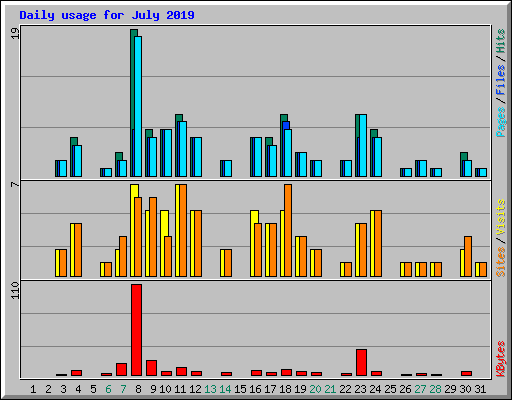 Daily usage for July 2019
19
7
110
Pages / Files / Hits
Sites / Visits
KBytes
1 2 3 4 5 6 7 8 9 10 11 12 13 14 15 16 17 18 19 20 21 22 23 24 25 26 27 28 29 30 31